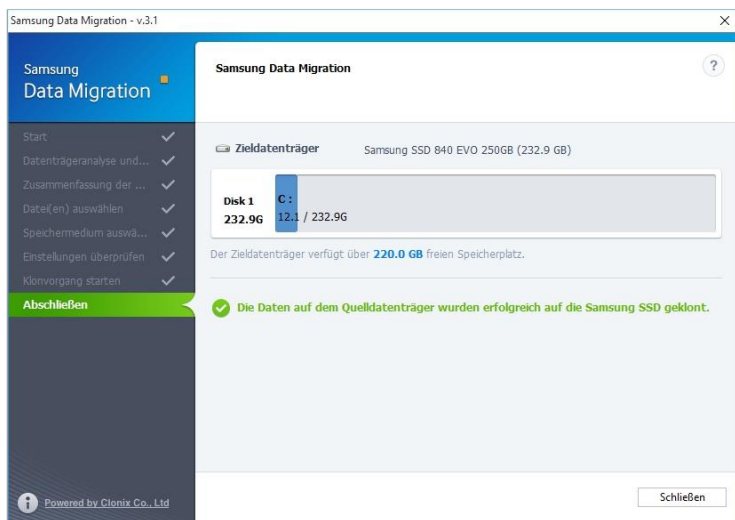 Samsung Data Migration - v.3.1
Samsung
Data Migration
Samsung Data Migration
?
Start
Datenträgeranalyse und...
Zusammenfassung der ...
Datei(en) auswählen
Speichermedium auswä...
Einstellungen überprüfen
Klonvorgang starten
Abschließen
Zieldatenträger Samsung SSD 840 EVO 250GB (232.9 GB)
Disk 1
232.9G
C :
12.1 / 232.9G
Der Zieldatenträger verfügt über 220.0 GB freien Speicherplatz.
Die Daten auf dem Quelldatenträger wurden erfolgreich auf die Samsung SSD geklont.
Powered by Clonix Co., Ltd
Schließen